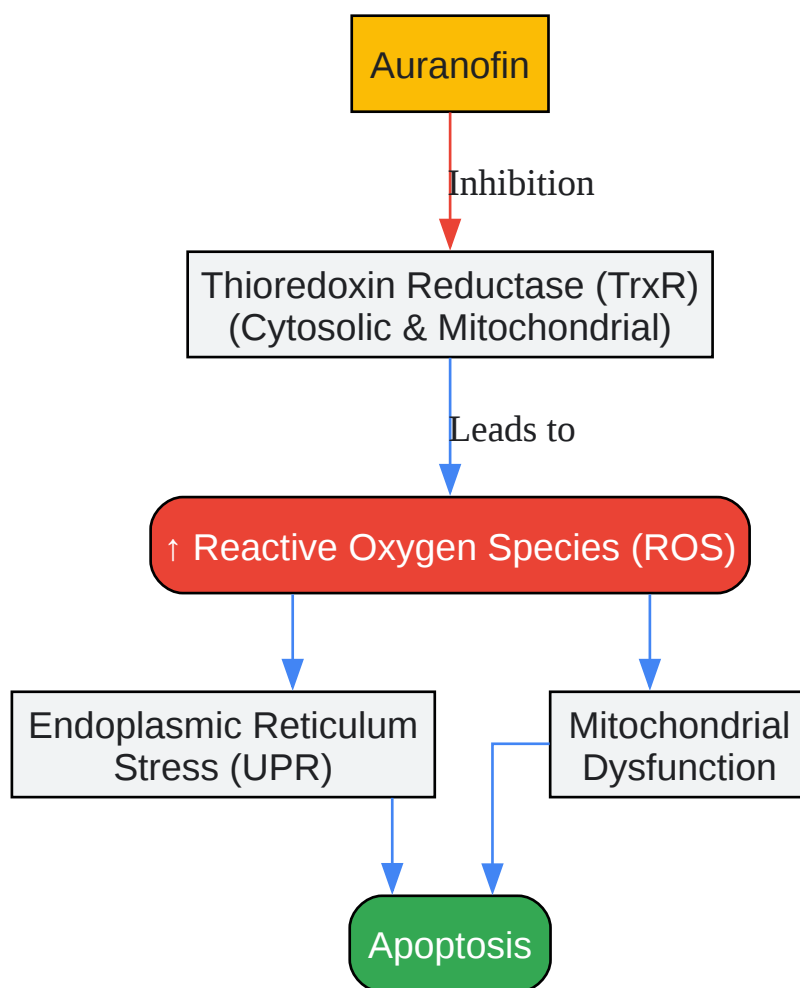 Auranofin
Inhibition
Thioredoxin Reductase (TrxR)
(Cytosolic & Mitochondrial)
Leads to
↑ Reactive Oxygen Species (ROS)
Endoplasmic Reticulum
Stress (UPR)
Mitochondrial
Dysfunction
Apoptosis